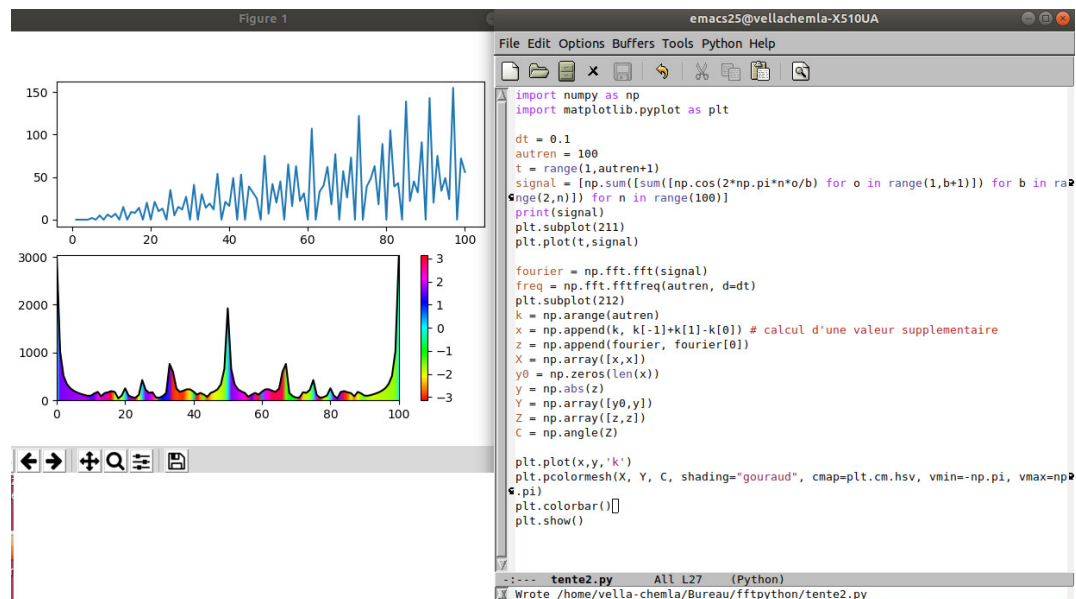 Figure 1
150
100
50
0
0 20 40 60 80 100
3000
2000
1000
0
0 20 40 60 80 100
3
2
1
0
−1
−2
−3
emacs25@vellachemla-X510UA
File Edit Options Buffers Tools Python Help
import numpy as np
import matplotlib.pyplot as plt
dt = 0.1
autren = 100
t = range(1,autren+1)
signal = [np.sum([sum([np.cos(2*np.pi*n*o/b) for o in range(1,b+1)]) for b in ra
nge(2,n)]) for n in range(100)]
print(signal)
plt.subplot(211)
plt.plot(t,signal)
fourier = np.fft.fft(signal)
freq = np.fft.fftfreq(autren, d=dt)
plt.subplot(212)
k = np.arange(autren)
x = np.append(k, k[-1]+k[1]-k[0]) # calcul d'une valeur supplementaire
z = np.append(fourier, fourier[0])
X = np.array([x,x])
y0 = np.zeros(len(x))
y = np.abs(z)
Y = np.array([y0,y])
Z = np.array([z,z])
C = np.angle(Z)
plt.plot(x,y,'k')
plt.pcolormesh(X, Y, C, shading="gouraud", cmap=plt.cm.hsv, vmin=-np.pi, vmax=np
.pi)
plt.colorbar()
plt.show()
-:--- tente2.py All L27 (Python)
Wrote /home/vella-chemla/Bureau/fftpython/tente2.py